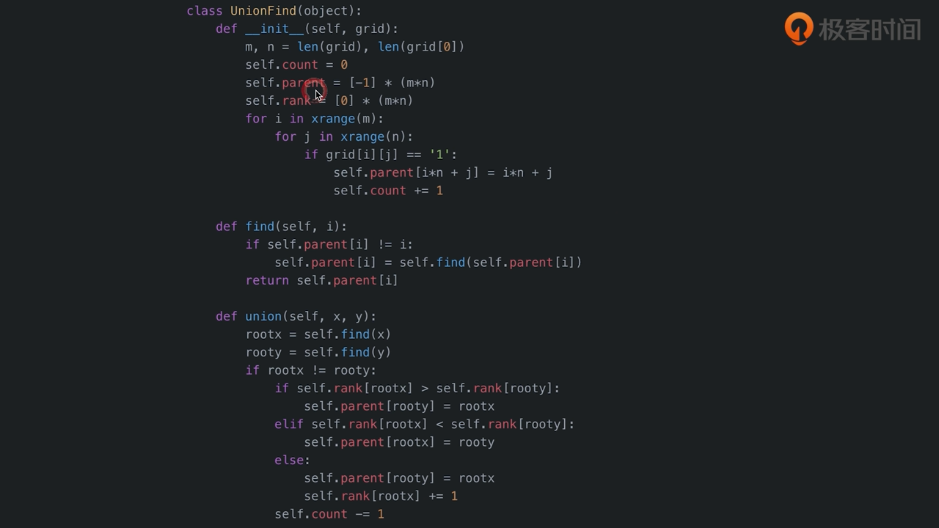 class UnionFind(object):
极客时间
    def __init__(self, grid):
        m, n = len(grid), len(grid[0])
        self.count = 0
        self.parent = [-1] * (m*n)
        self.rank = [0] * (m*n)
        for i in xrange(m):
            for j in xrange(n):
                if grid[i][j] == '1':
                    self.parent[i*n + j] = i*n + j
                    self.count += 1
    def find(self, i):
        if self.parent[i] != i:
            self.parent[i] = self.find(self.parent[i])
        return self.parent[i]
    def union(self, x, y):
        rootx = self.find(x)
        rooty = self.find(y)
        if rootx != rooty:
            if self.rank[rootx] > self.rank[rooty]:
                self.parent[rooty] = rootx
            elif self.rank[rootx] < self.rank[rooty]:
                self.parent[rootx] = rooty
            else:
                self.parent[rooty] = rootx
                self.rank[rootx] += 1
            self.count -= 1